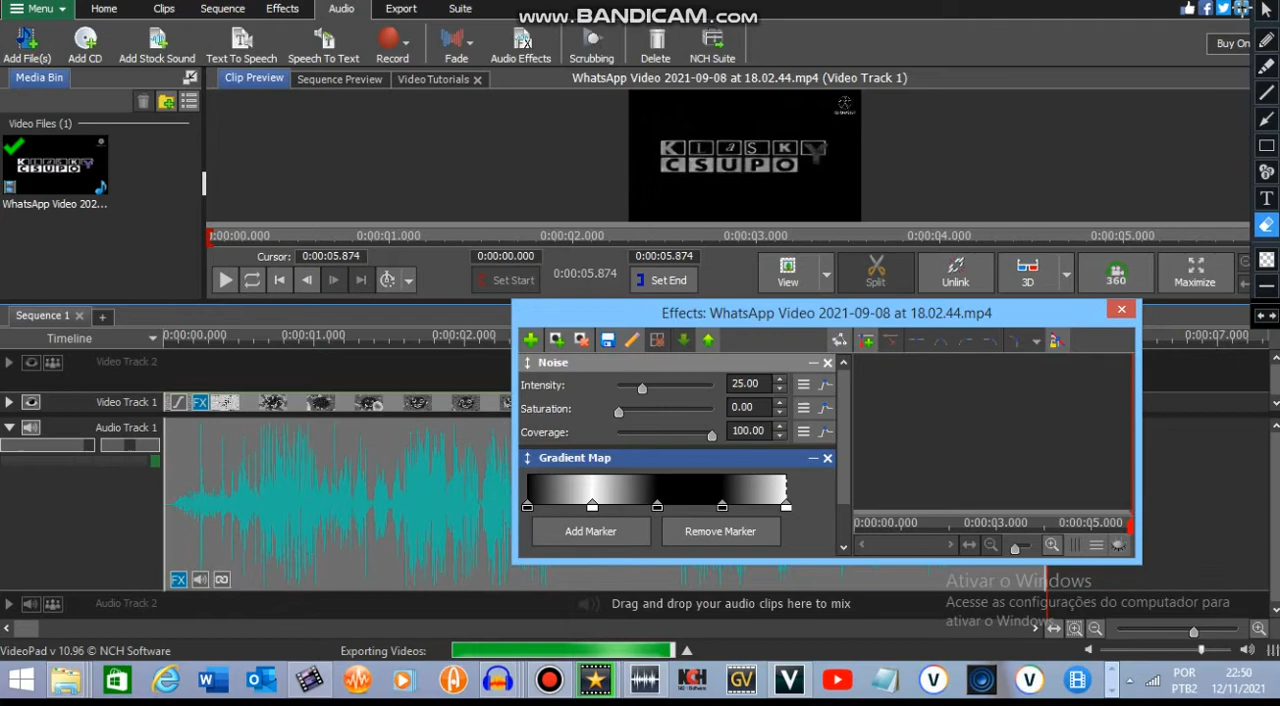 www.BANDICAM.com
Menu Home Clips Sequence Effects Audio Export Suite
Add File(s) Add CD Add Stock Sound Text To Speech Speech To Text Record Fade Audio Effects Scrubbing Delete NCH Suite Buy On
Media Bin
Clip Preview Sequence Preview Video Tutorials WhatsApp Video 2021-09-08 at 18.02.44.mp4 (Video Track 1)
Video Files (1)
KLASKY
CSUPO
WhatsApp Video 202...
0:00:00.000 0:00:01.000 0:00:02.000 0:00:03.000 0:00:04.000 0:00:05.000
Cursor: 0:00:05.874 0:00:00.000 0:00:05.874 0:00:05.874
Set Start Set End View Split Unlink 3D 360 Maximize
Sequence 1
Timeline 0:00:00.000 0:00:01.000 0:00:02.000 0:00:07.000
Effects: WhatsApp Video 2021-09-08 at 18.02.44.mp4
Video Track 2
Video Track 1 FX
Audio Track 1
FX
Noise
Intensity: 25.00
Saturation: 0.00
Coverage: 100.00
Gradient Map
Add Marker Remove Marker
0:00:00.000 0:00:03.000 0:00:05.000
Ativar o Windows
Acesse as configurações do computador para
ativar o Windows.
Audio Track 2 Drag and drop your audio clips here to mix
VideoPad v 10.96 © NCH Software Exporting Videos:
POR
PTB2
22:50
12/11/2021